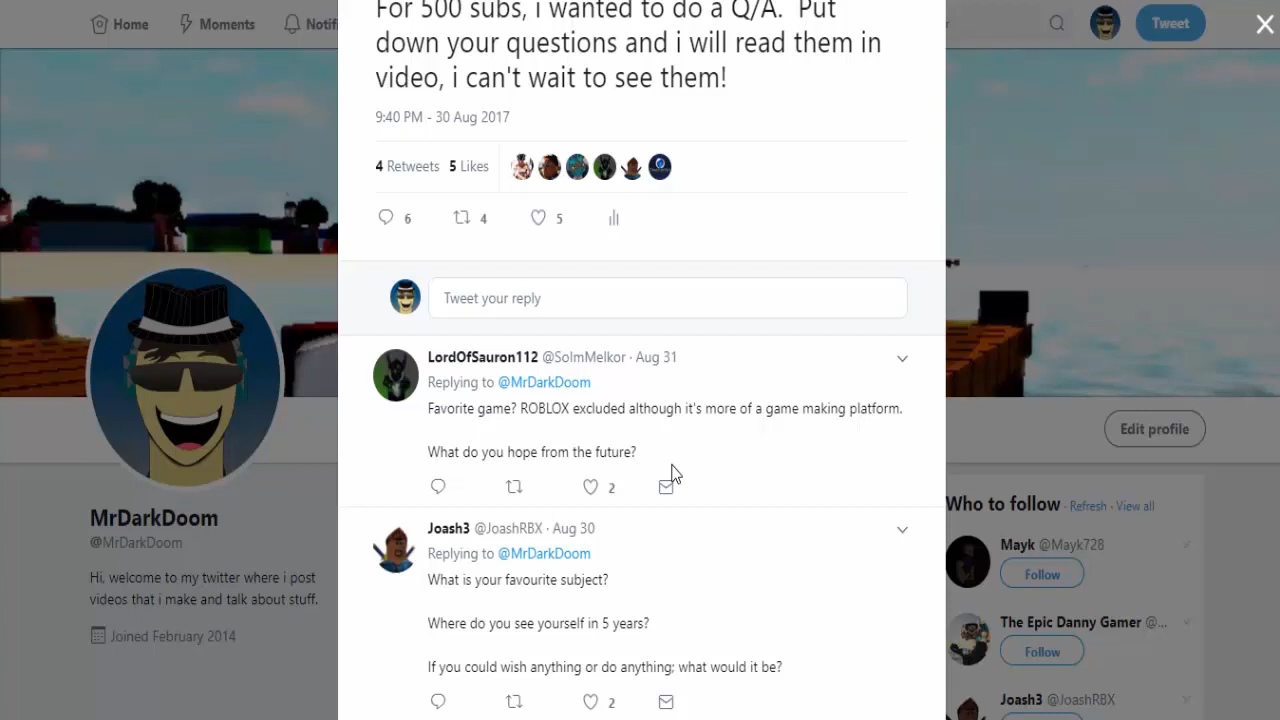 Home
Moments
Notifi
Tweet
For 500 subs, i wanted to do a Q/A. Put
down your questions and i will read them in
video, i can't wait to see them!
9:40 PM - 30 Aug 2017
4 Retweets 5 Likes
6 4 5
Tweet your reply
LordOfSauron112 @SoImMelkor · Aug 31
Replying to @MrDarkDoom
Favorite game? ROBLOX excluded although it's more of a game making platform.
What do you hope from the future?
2
Joash3 @JoashRBX · Aug 30
Replying to @MrDarkDoom
What is your favourite subject?
Where do you see yourself in 5 years?
If you could wish anything or do anything; what would it be?
2
MrDarkDoom
@MrDarkDoom
Hi, welcome to my twitter where i post
videos that i make and talk about stuff.
Joined February 2014
Edit profile
Who to follow · Refresh · View all
Mayk @Mayk728
Follow
The Epic Danny Gamer @...
Follow
Joash3 @JoashRBX